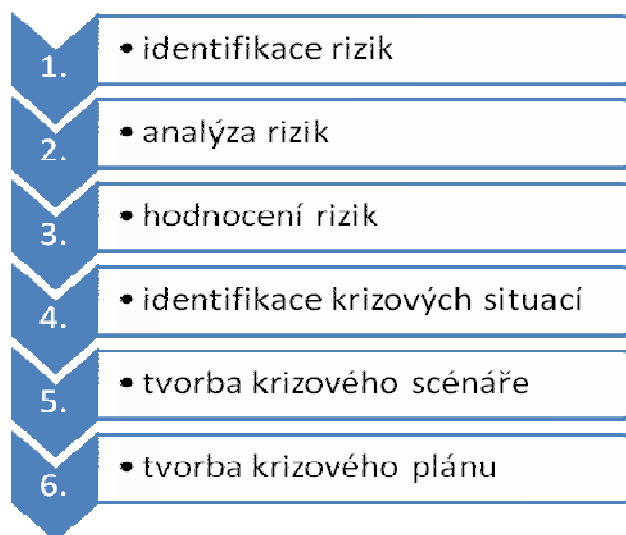 1. • identifikace rizik
2. • analýza rizik
3. • hodnocení rizik
4. • identifikace krizových situací
5. • tvorba krizového scénáře
6. • tvorba krizového plánu